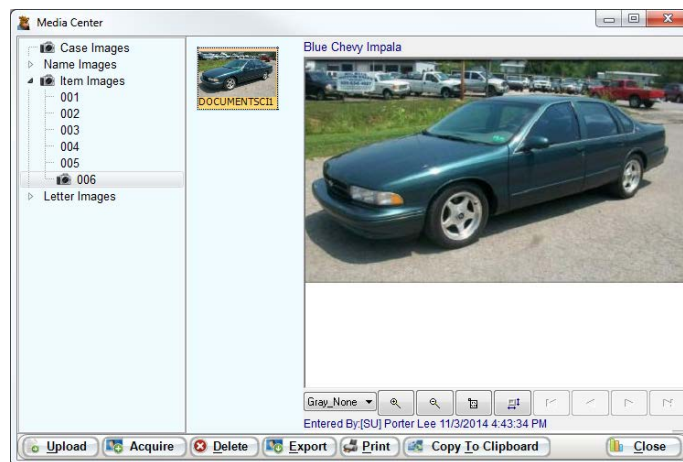 Media Center
Case Images
Name Images
Item Images
001
002
003
004
005
006
Letter Images
DOCUMENTSCI1
Blue Chevy Impala
Gray_None
Entered By:[SU] Porter Lee 11/3/2014 4:43:34 PM
Upload
Acquire
Delete
Export
Print
Copy To Clipboard
Close